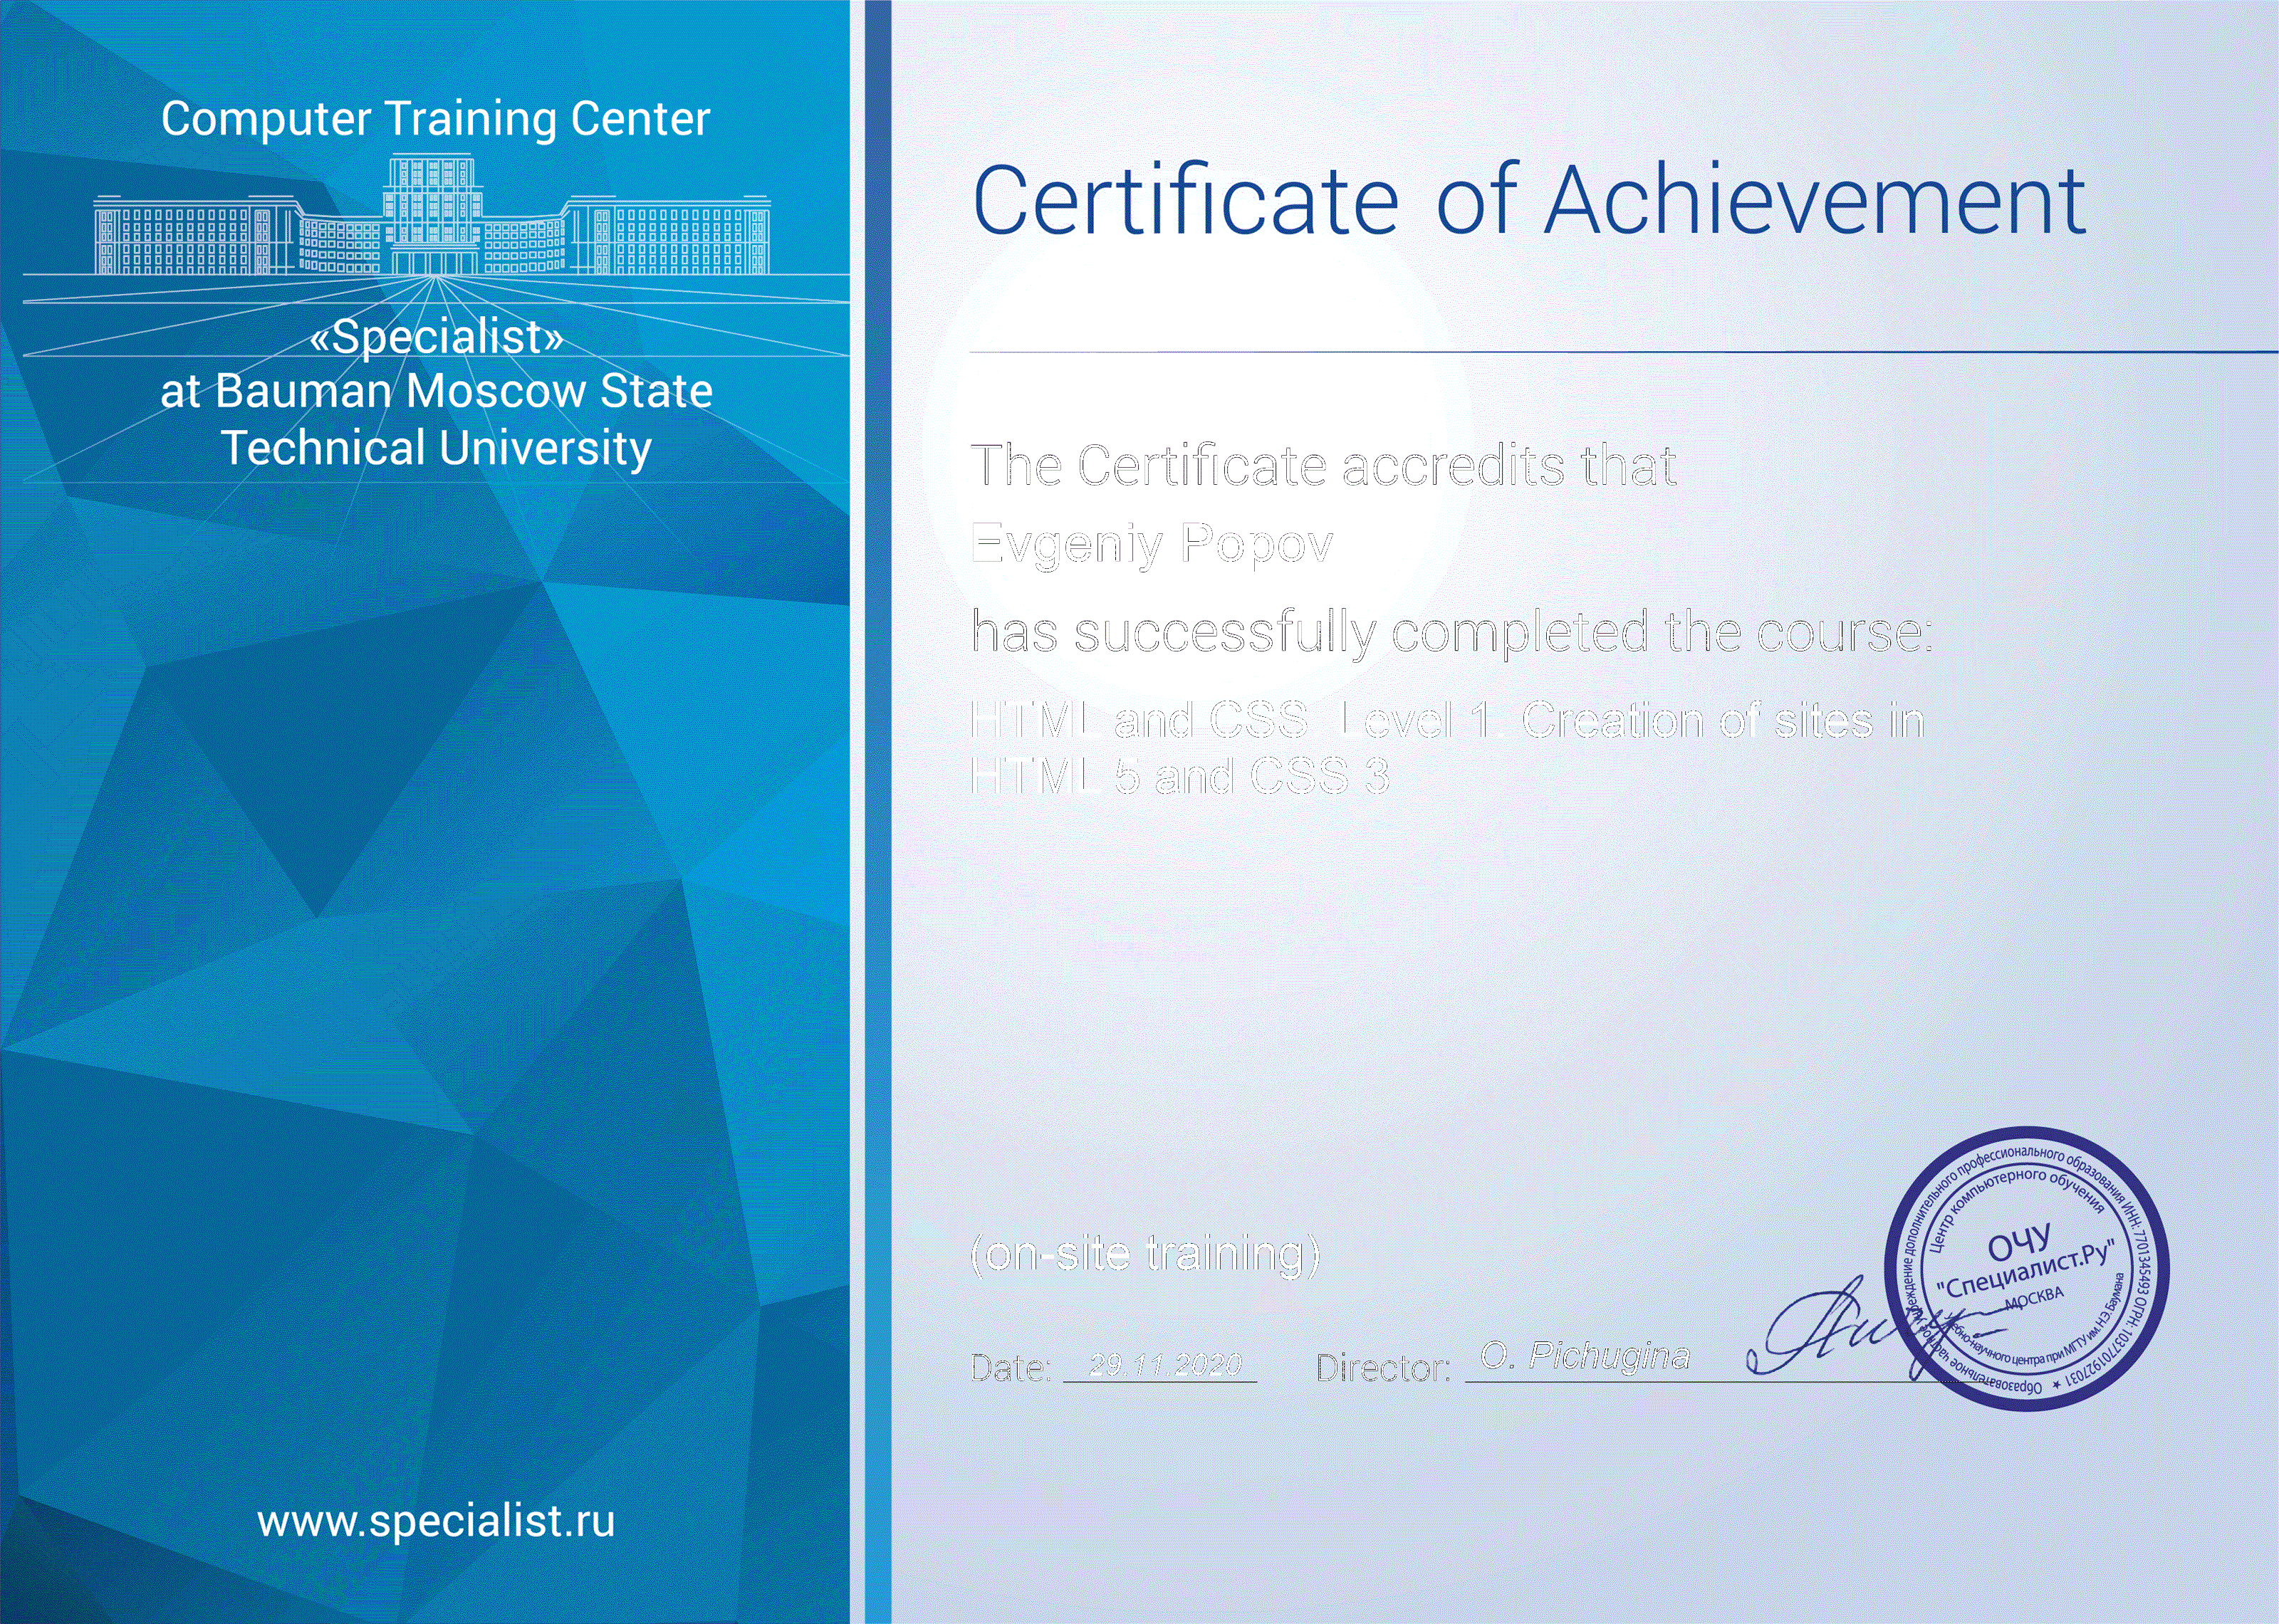 Computer Training Center
«Specialist»
at Bauman Moscow State
Technical University
www.specialist.ru
Certificate of Achievement
The Certificate accredits that
Evgeniy Popov
has successfully completed the course:
HTML and CSS. Level 1. Creation of sites in
HTML 5 and CSS 3
(on-site training)
Date: 29.11.2020 Director: O. Pichugina
Образовательное частное учреждение дополнительного профессионального образования ИНН: 7701345493 ОГРН: 1037701927031 ★
Центр компьютерного обучения
ОЧУ
"Специалист.Ру"
МОСКВА
Учебно-научного центра при МГТУ им. Н.Э. Баумана